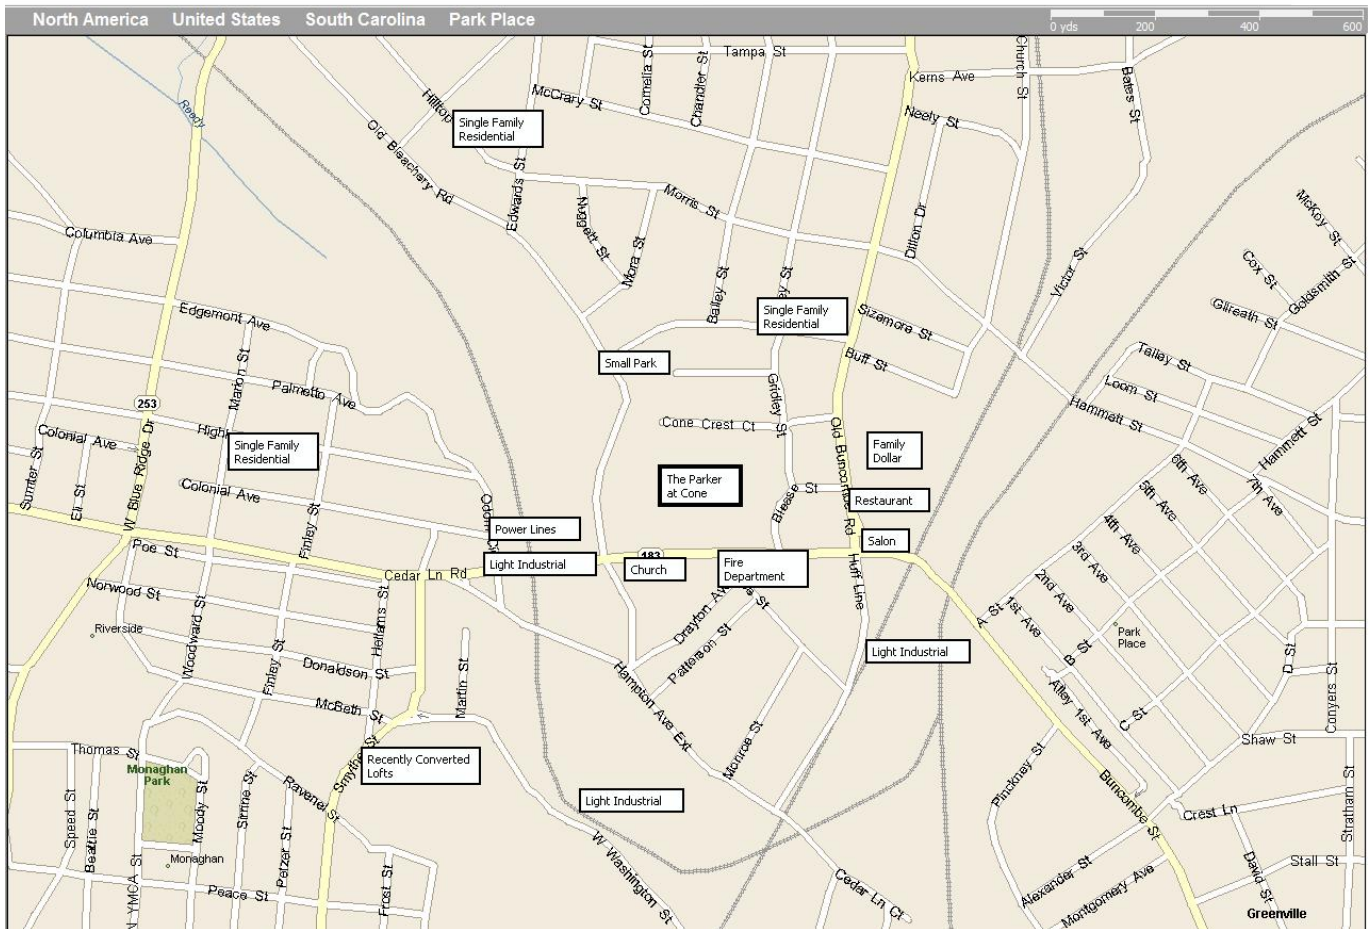 North America United States South Carolina Park Place
0 yds 200 400 600
Tampa St
Church St
Kerns Ave
Bates St
Cornelia St
Chandler St
McCrary St
Neely St
Reedy
Single Family
Residential
Old Bleachery Rd
Edwards St
Morris St
Nuggett St
Mora St
Dillon Dr
Columbia Ave
Victor St
McKoy St
Cox St
Goldsmith St
Gilreath St
Edgemont Ave
Bailey St
Single Family
Residential
Sizemore St
Buff St
Talley St
Loom St
Small Park
Marion St
Palmetto Ave
253
Gridley St
Hammett St
Hammett St
Colonial Ave
Single Family
Residential
Cone Crest Ct
Old Buncombe Rd
Family
Dollar
Sumter St
Eli St
W Blue Ridge Dr
Colonial Ave
The Parker
at Cone
Blease St
Restaurant
6th Ave
7th Ave
5th Ave
4th Ave
3rd Ave
2nd Ave
1st Ave
Finley St
Power Lines
Salon
Poe St
Light Industrial
183
Church
Fire
Department
Huff Line
Cedar Ln Rd
Norwood St
Riverside
Woodward St
Finley St
Hellams St
Drayton Ave
Patterson St
A St
B St
Park
Place
Light Industrial
Donaldson St
Martin St
Hampton Ave Ext
Alley 1st Ave
C St
D St
Conyers St
McBeth St
Thomas St
Monaghan
Park
Recently Converted
Lofts
Monroe St
Pinckney St
Shaw St
Speed St
Beattie St
Moody St
Sirrine St
Ravenel St
Light Industrial
Buncombe St
Crest Ln
Stratham St
Monaghan
Pelzer St
Frost St
Peace St
N YMCA St
W Washington St
Cedar Ln Ct
Alexander St
Montgomery Ave
David St
Stall St
Greenville